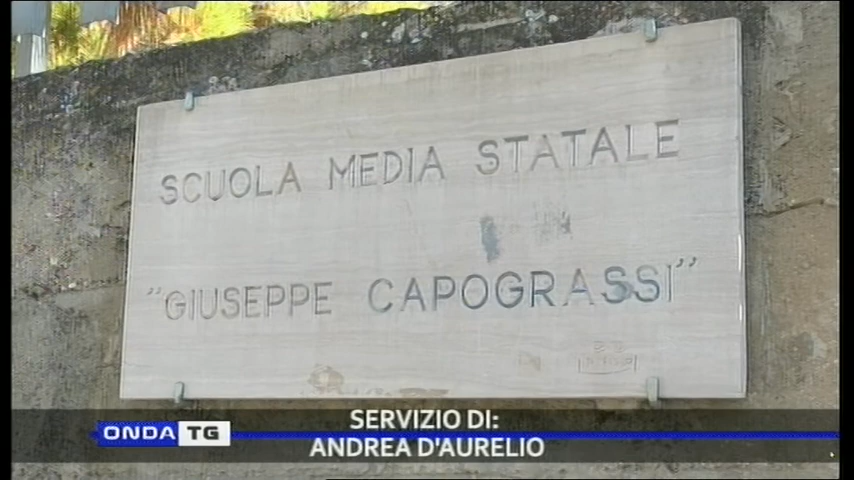 SCUOLA MEDIA STATALE
"GIUSEPPE CAPOGRASSI"
SERVIZIO DI:
ONDA TG
ANDREA D'AURELIO